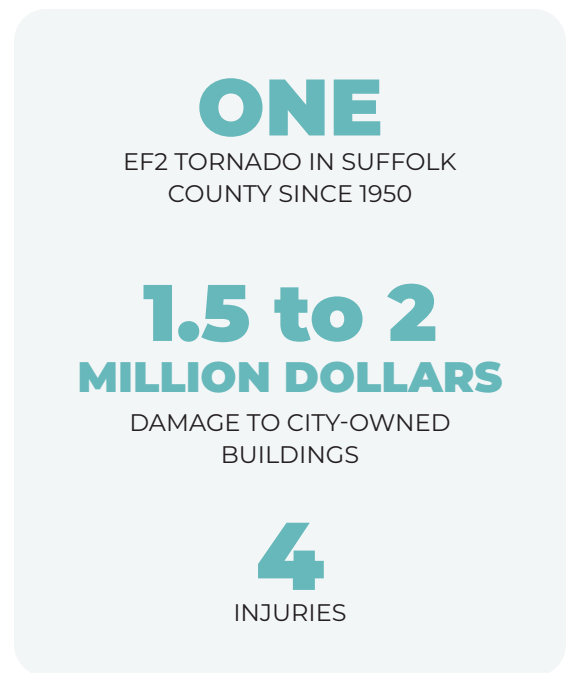 ONE
EF2 TORNADO IN SUFFOLK
COUNTY SINCE 1950
1.5 to 2
MILLION DOLLARS
DAMAGE TO CITY-OWNED
BUILDINGS
4
INJURIES